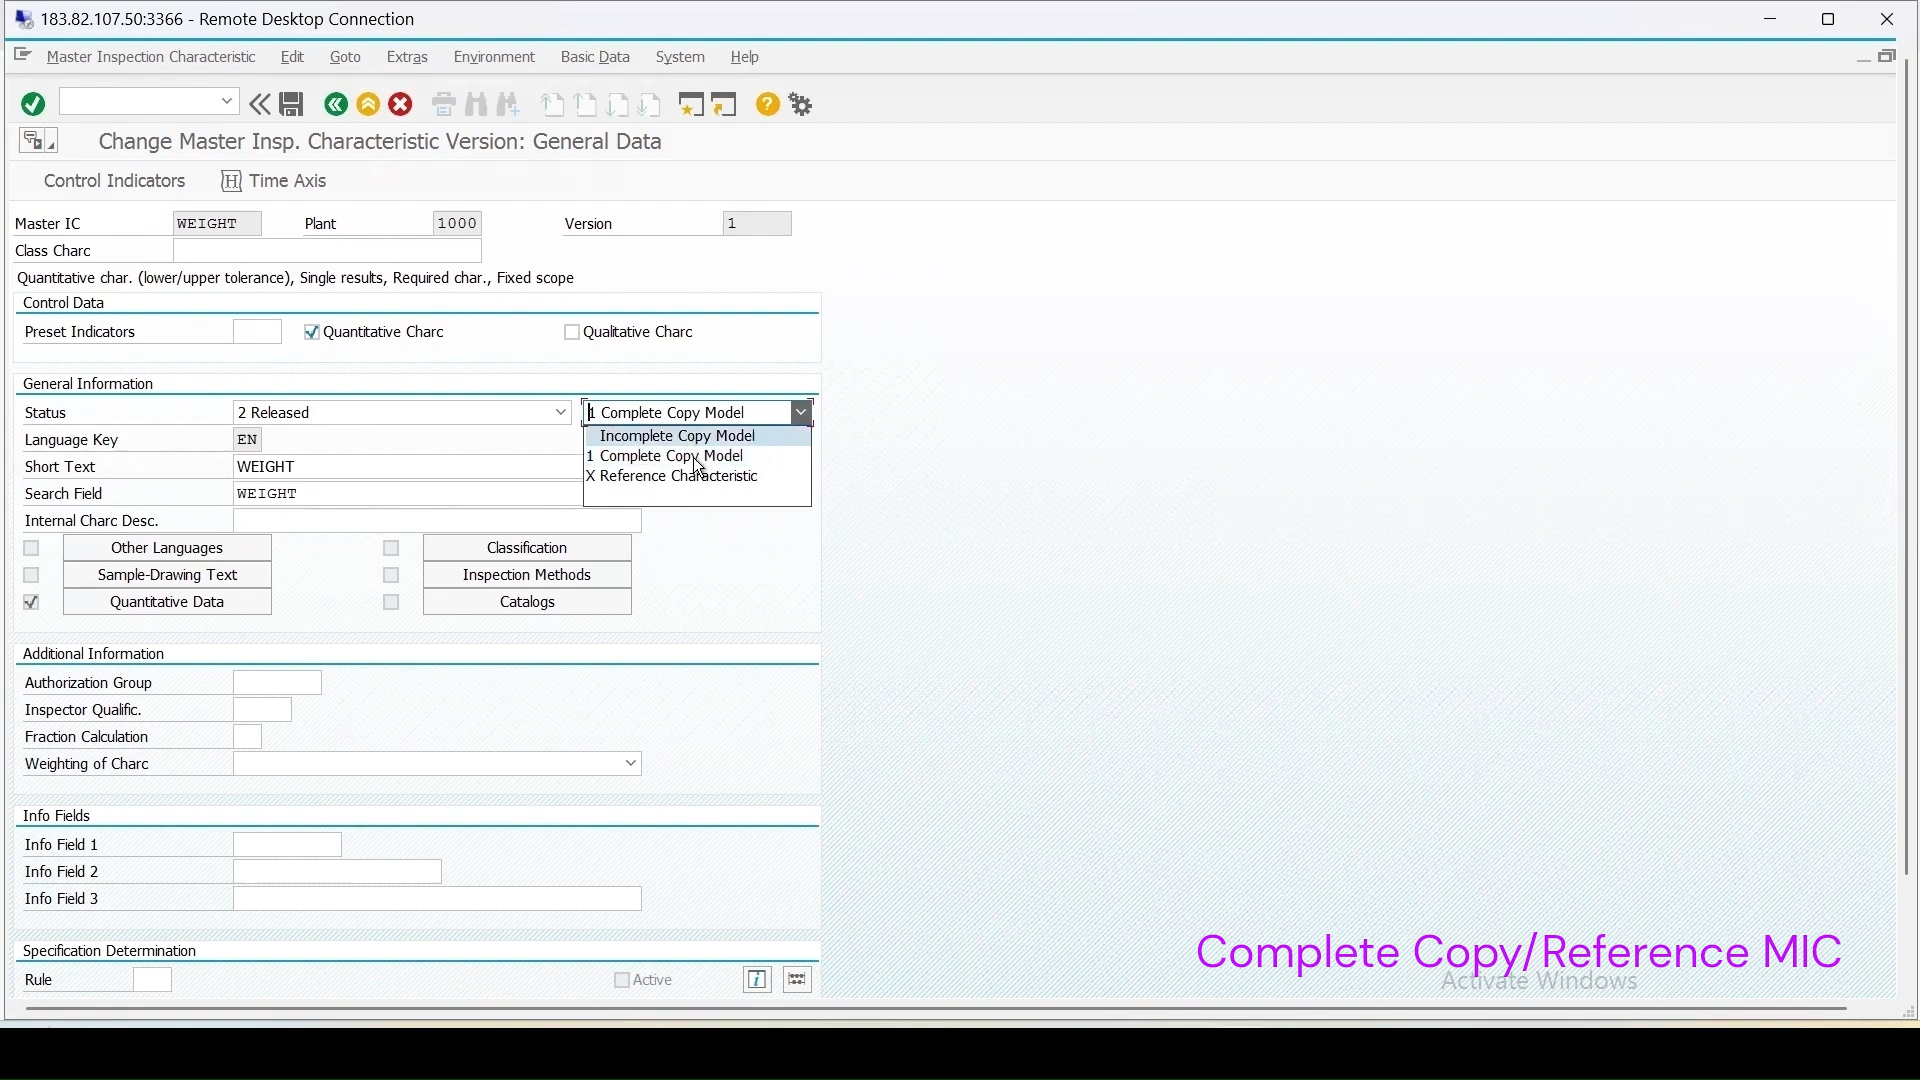 183.82.107.50:3366 - Remote Desktop Connection
Master Inspection Characteristic Edit Goto Extras Environment Basic Data System Help
Change Master Insp. Characteristic Version: General Data
Control Indicators Time Axis
Master IC WEIGHT Plant 1000 Version 1
Class Charc
Quantitative char. (lower/upper tolerance), Single results, Required char., Fixed scope
Control Data
Preset Indicators Quantitative Charc Qualitative Charc
General Information
Status 2 Released 1 Complete Copy Model
Incomplete Copy Model
Language Key EN
1 Complete Copy Model
Short Text WEIGHT
X Reference Characteristic
Search Field WEIGHT
Internal Charc Desc.
Other Languages Classification
Sample-Drawing Text Inspection Methods
Quantitative Data Catalogs
Additional Information
Authorization Group
Inspector Qualific.
Fraction Calculation
Weighting of Charc
Info Fields
Info Field 1
Info Field 2
Info Field 3
Specification Determination
Rule Active
Complete Copy/Reference MIC
Activate Windows